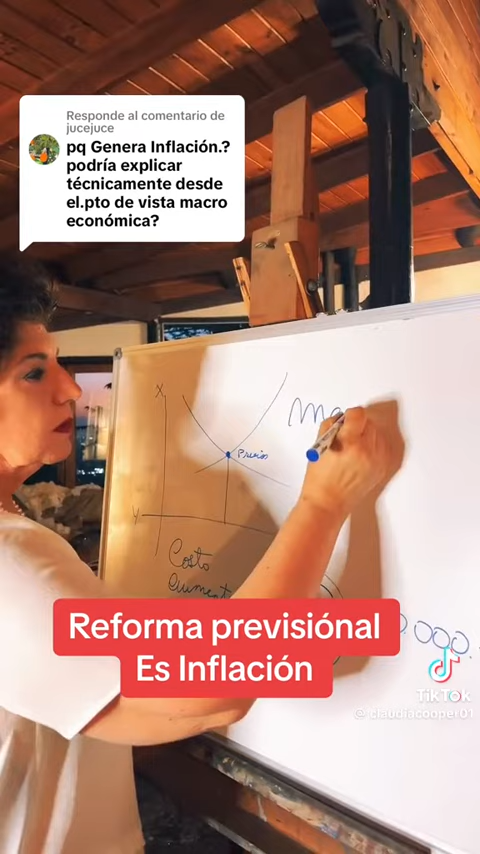 Responde al comentario de
jucejuce
pq Genera Inflación.?
podría explicar
técnicamente desde
el.pto de vista macro
económica?
X
Precios
Y
Costo
Reforma previsiónal
Es Inflación
TikTok